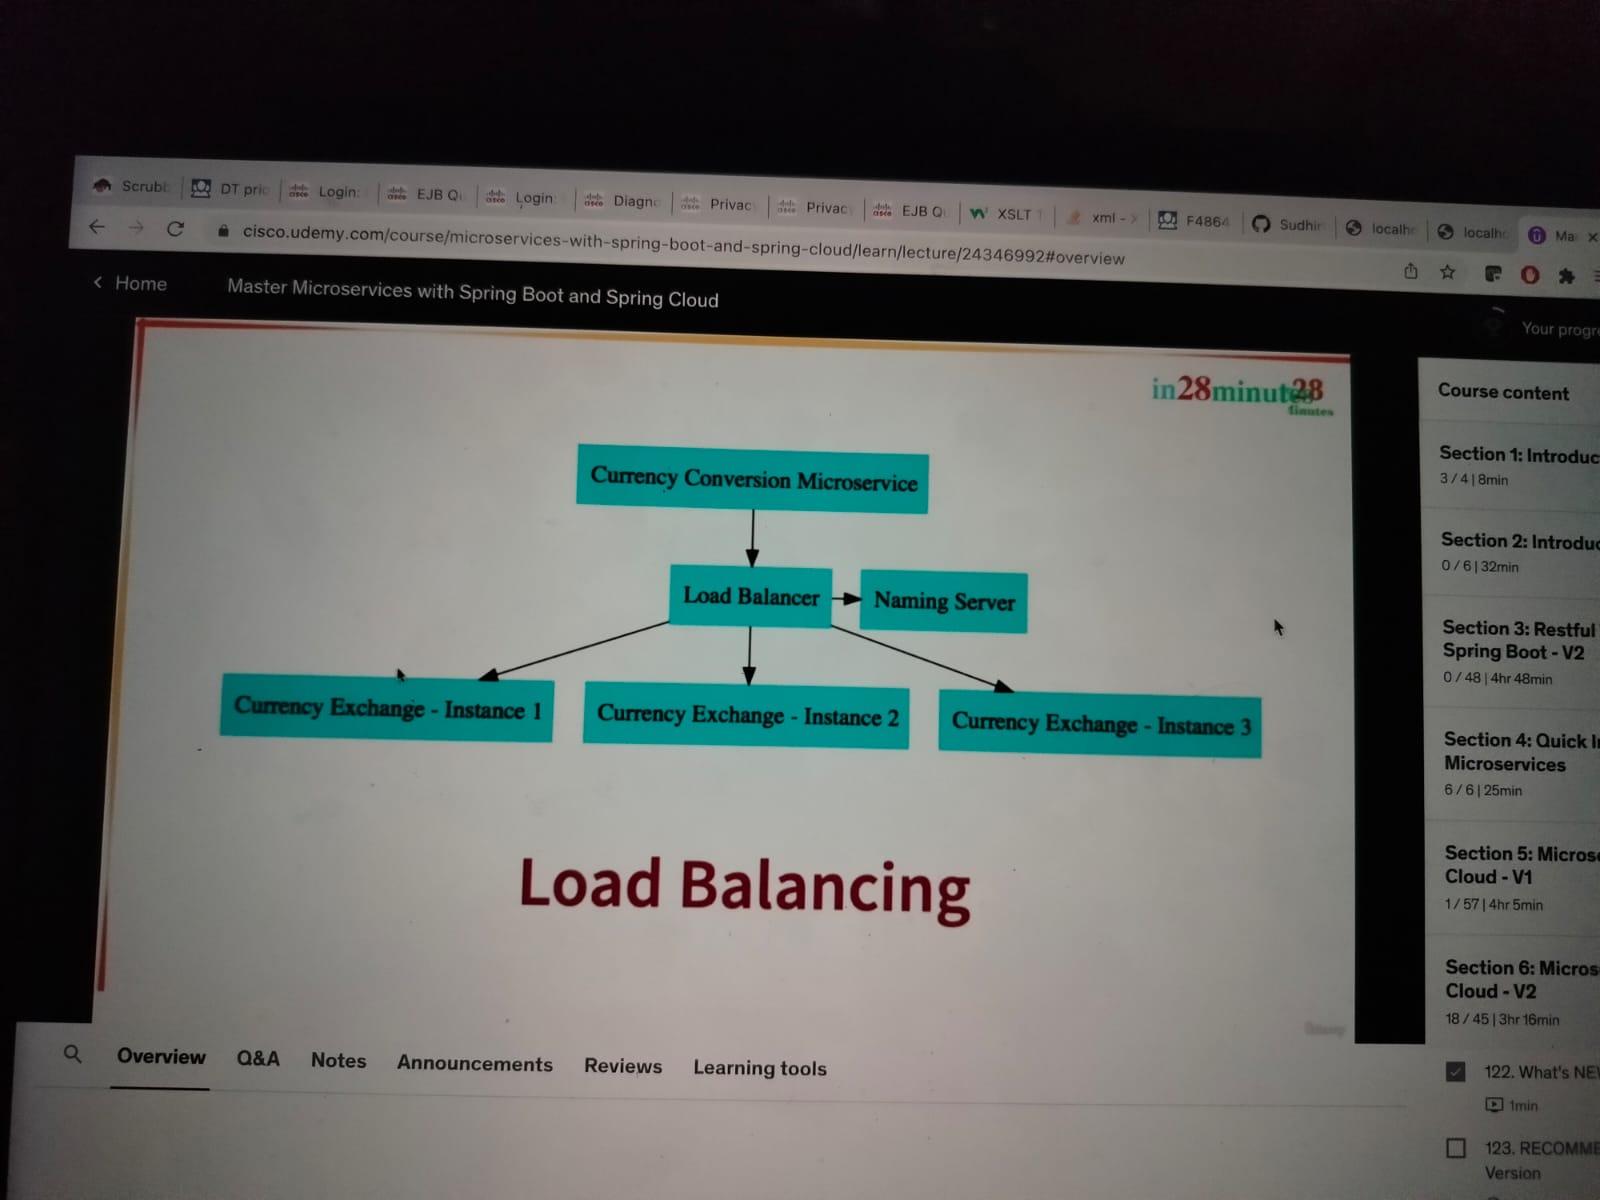 Scrubb
DT pric
Login:
EJB Qu
Login:
Diagno
Privac
Privac
EJB Qu
XSLT
xml -
F4864
Sudhir
localho
localho
Ma
cisco.udemy.com/course/microservices-with-spring-boot-and-spring-cloud/learn/lecture/24346992#overview
Home
Master Microservices with Spring Boot and Spring Cloud
Your progre
in28minutes
Currency Conversion Microservice
Load Balancer
Naming Server
Currency Exchange - Instance 1
Currency Exchange - Instance 2
Currency Exchange - Instance 3
Load Balancing
Course content
Section 1: Introduc
3 / 4 | 8min
Section 2: Introduc
0 / 6 | 32min
Section 3: Restful
Spring Boot - V2
0 / 48 | 4hr 48min
Section 4: Quick I
Microservices
6 / 6 | 25min
Section 5: Micros
Cloud - V1
1 / 57 | 4hr 5min
Section 6: Micros
Cloud - V2
18 / 45 | 3hr 16min
122. What's NE
1min
123. RECOMME
Version
Overview
Q&A
Notes
Announcements
Reviews
Learning tools